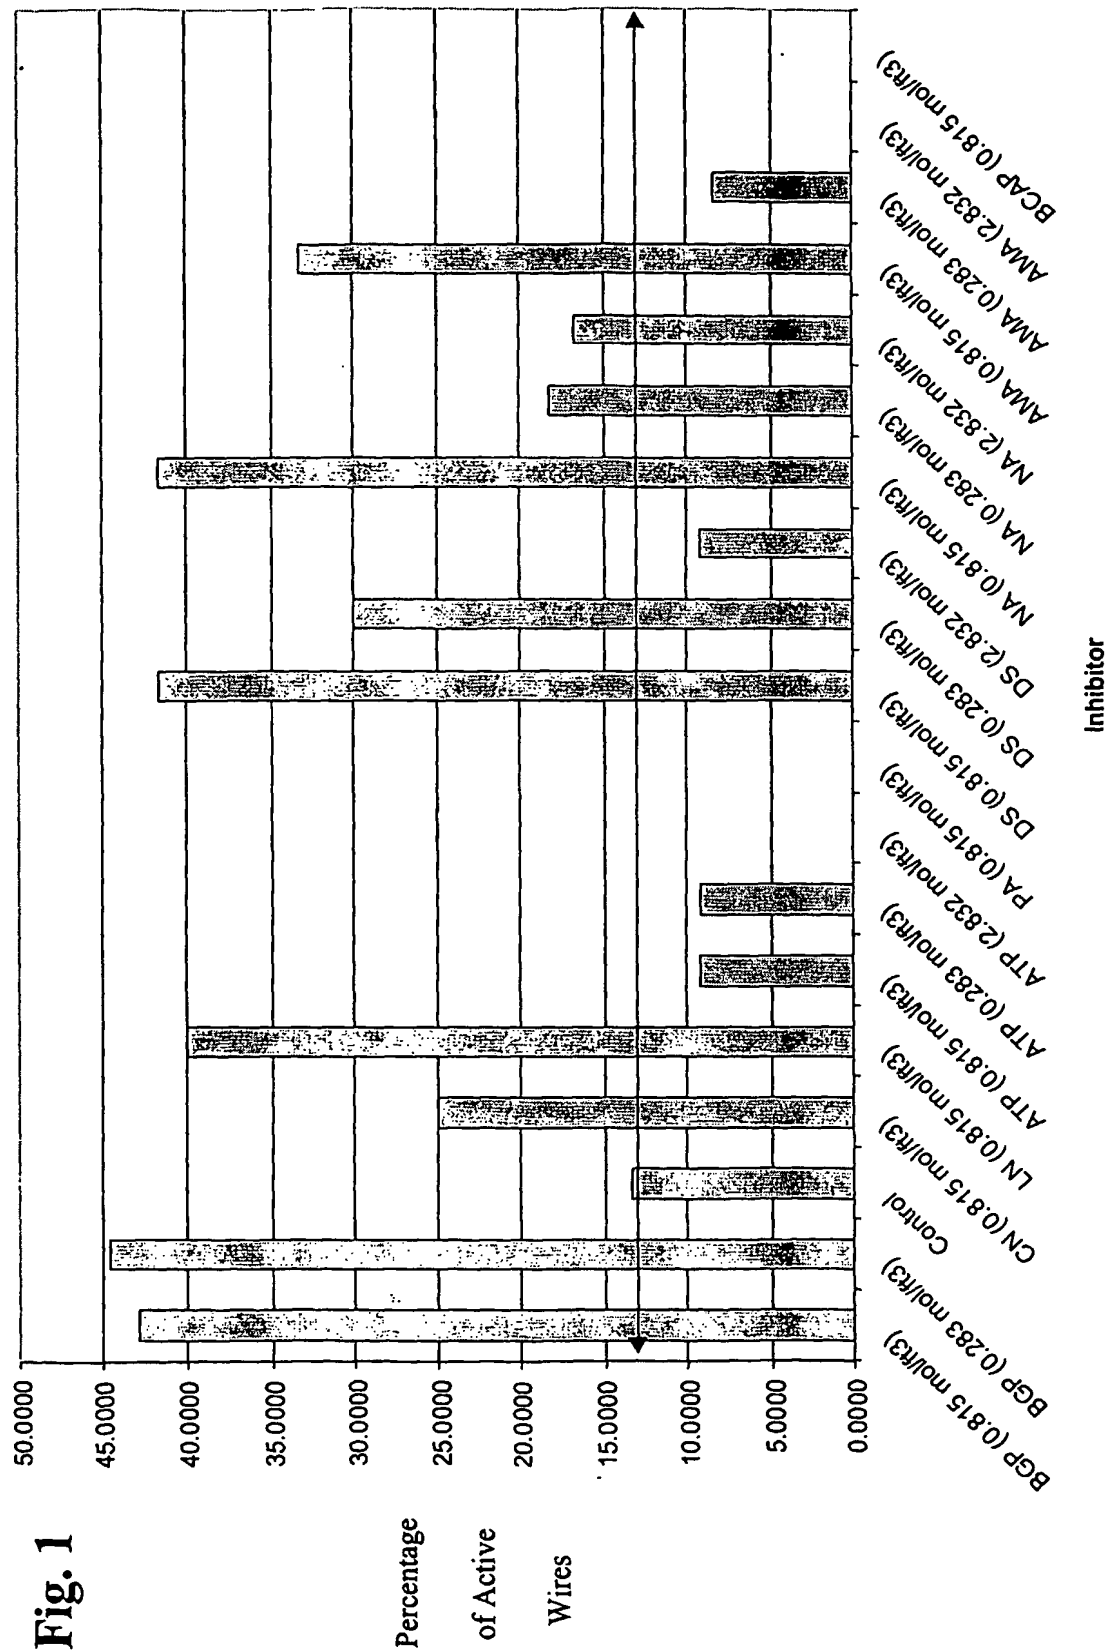 Fig. 1
Percentage
of Active
Wires
50.0000
45.0000
40.0000
35.0000
30.0000
25.0000
20.0000
15.0000
10.0000
5.0000
0.0000
BGP (0.815 mol/ft3)
BGP (0.283 mol/ft3)
Control
CN (0.815 mol/ft3)
LN (0.815 mol/ft3)
ATP (0.815 mol/ft3)
ATP (0.283 mol/ft3)
ATP (2.832 mol/ft3)
PA (0.815 mol/ft3)
DS (0.815 mol/ft3)
DS (0.283 mol/ft3)
DS (2.832 mol/ft3)
NA (0.815 mol/ft3)
NA (0.283 mol/ft3)
NA (2.832 mol/ft3)
AMA (0.815 mol/ft3)
AMA (0.283 mol/ft3)
AMA (2.832 mol/ft3)
BCAP (0.815 mol/ft3)
Inhibitor